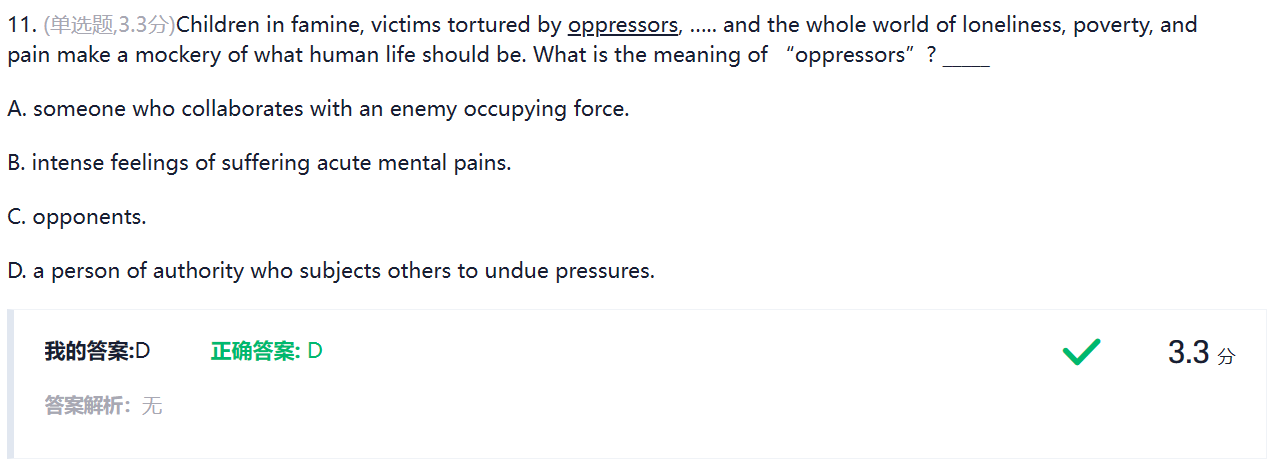 11. (单选题,3.3分)Children in famine, victims tortured by oppressors, ..... and the whole world of loneliness, poverty, and
pain make a mockery of what human life should be. What is the meaning of “oppressors”？_____
A. someone who collaborates with an enemy occupying force.
B. intense feelings of suffering acute mental pains.
C. opponents.
D. a person of authority who subjects others to undue pressures.
我的答案:D 正确答案: D 3.3 分
答案解析：无